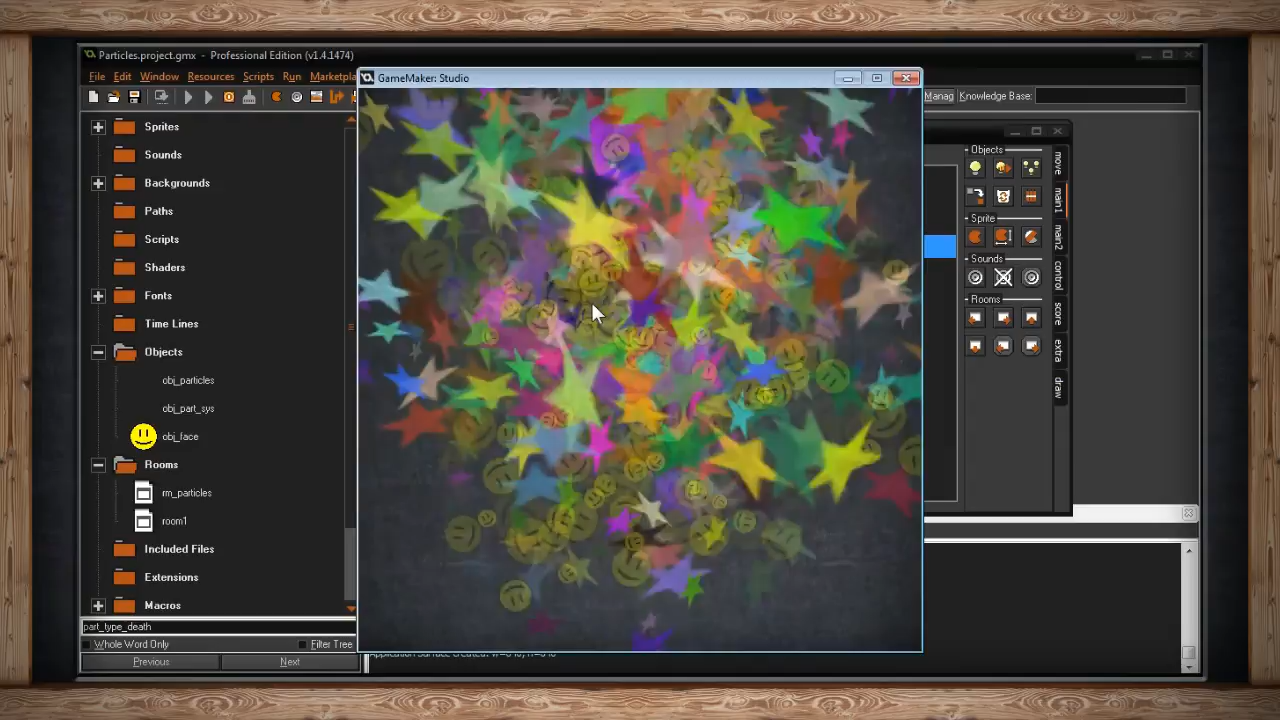 Particles.project.gmx - Professional Edition (v1.4.1474)
File Edit Window Resources Scripts Run Marketpla
GameMaker: Studio
Manag Knowledge Base:
Sprites
Sounds
Backgrounds
Paths
Scripts
Shaders
Fonts
Time Lines
Objects
obj_particles
obj_part_sys
obj_face
Rooms
rm_particles
room1
Included Files
Extensions
Macros
part_type_death
Whole Word Only
Filter Tree
Previous
Next
Objects
Sprite
Sounds
Rooms
move
main1
main2
control
score
extra
draw